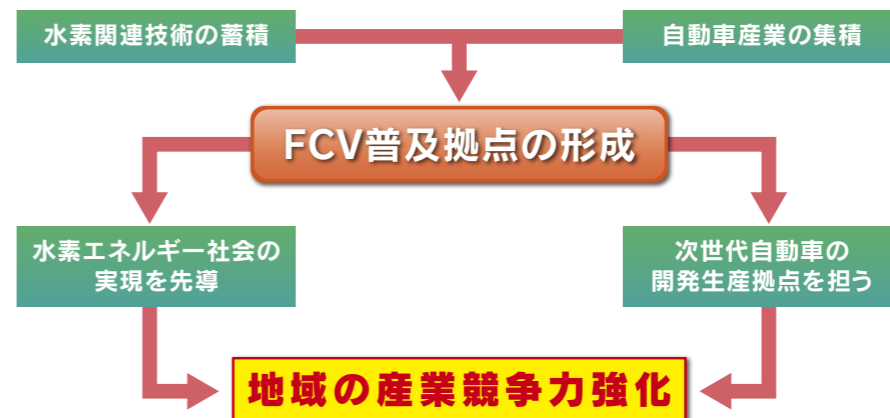 水素関連技術の蓄積
自動車産業の集積
FCV普及拠点の形成
水素エネルギー社会の
実現を先導
次世代自動車の
開発生産拠点を担う
地域の産業競争力強化